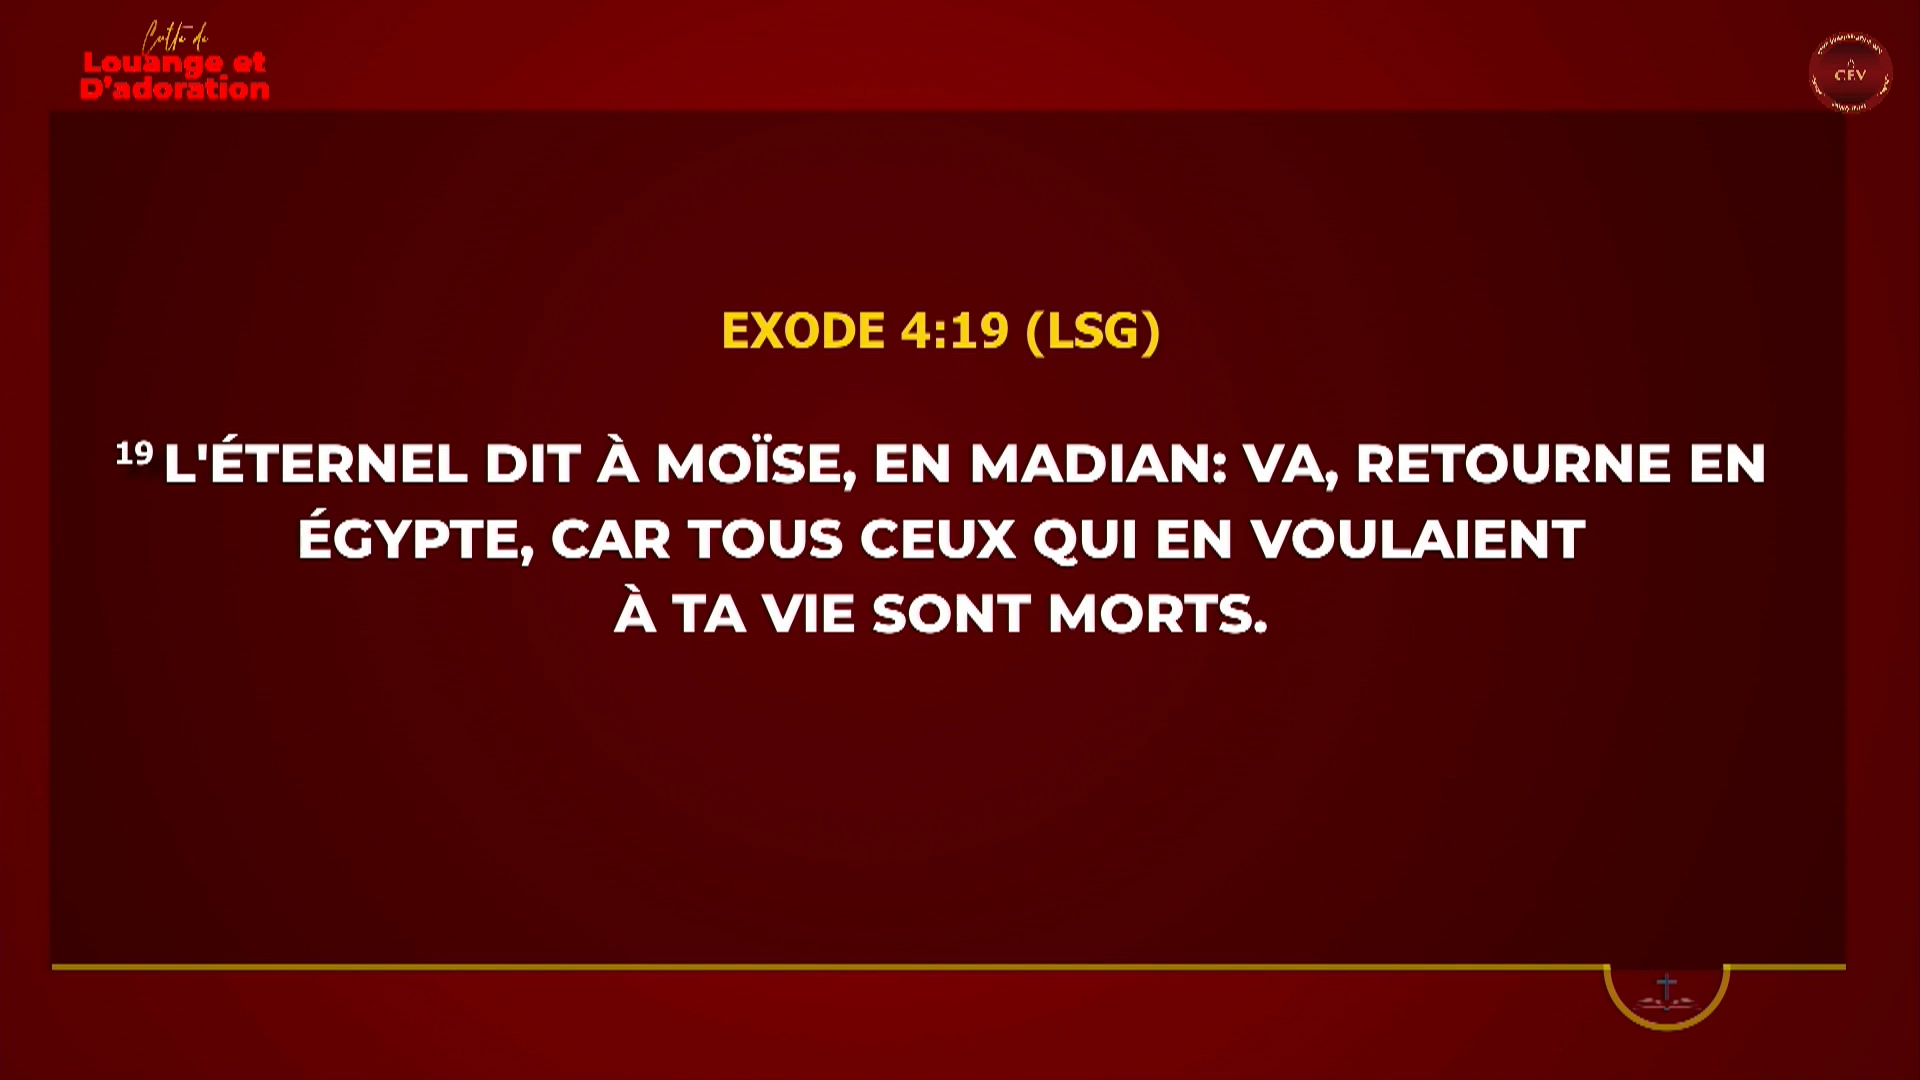 Louange et
D'adoration
CEV
EXODE 4:19 (LSG)
19 L'ÉTERNEL DIT À MOÏSE, EN MADIAN: VA, RETOURNE EN
ÉGYPTE, CAR TOUS CEUX QUI EN VOULAIENT
À TA VIE SONT MORTS.